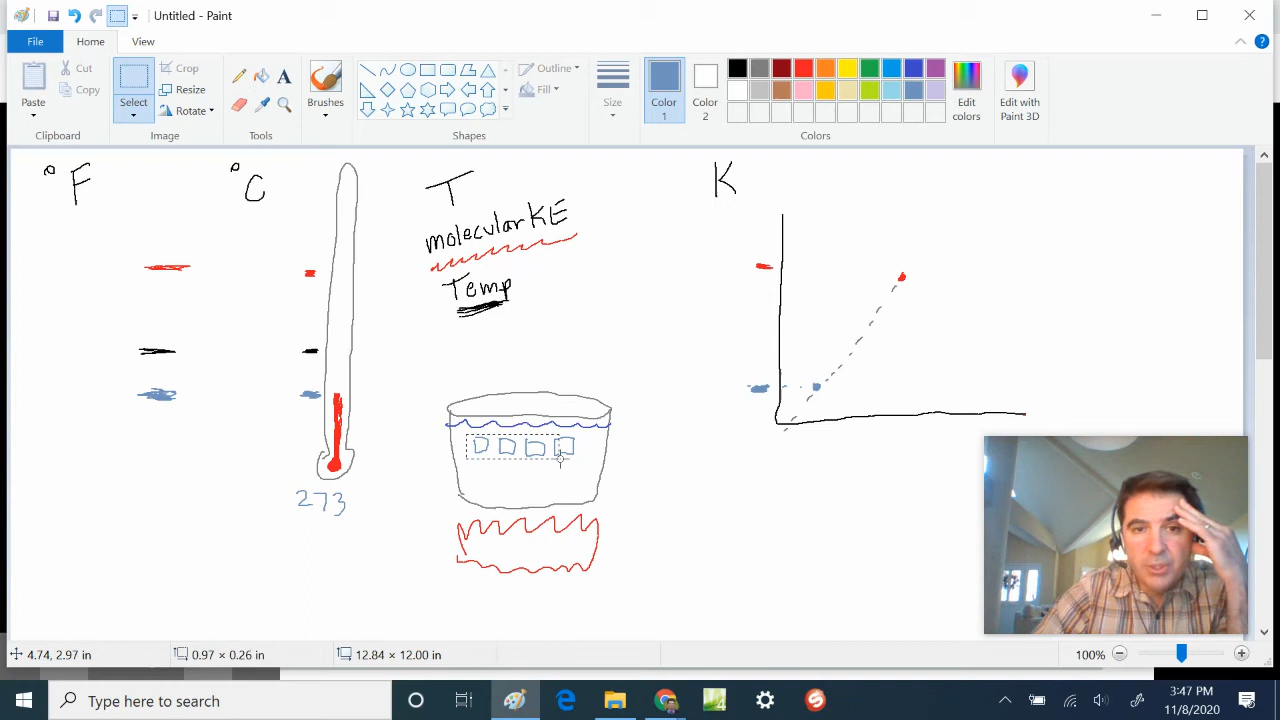 Untitled - Paint
File Home View
Paste
Cut
Copy
Clipboard
Select
Crop
Resize
Rotate
Image
Tools
Brushes
Shapes
Outline
Fill
Size
Color 1
Color 2
Edit colors
Colors
Edit with Paint 3D
°F
°C
T
molecular KE
Temp
K
273
4.74, 2.97 in
0.97 × 0.26 in
12.84 × 12.00 in
100%
Type here to search
3:47 PM
11/8/2020